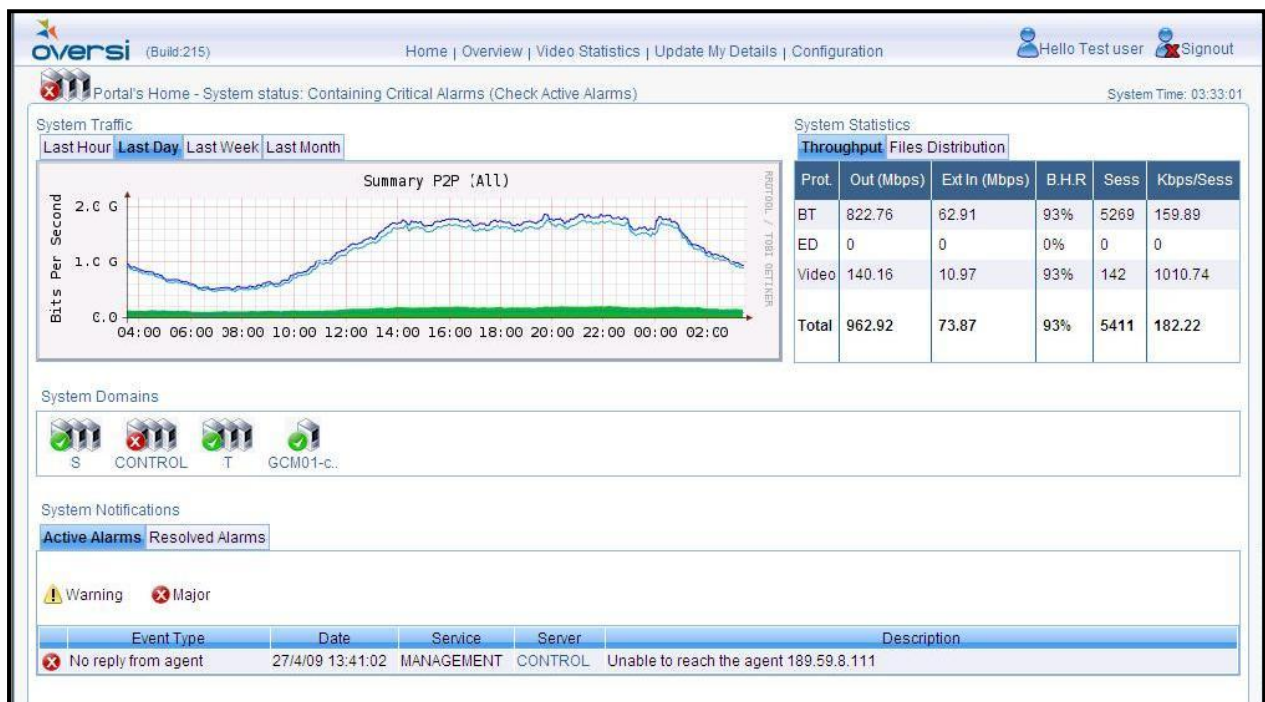 oversi (Build:215) Home | Overview | Video Statistics | Update My Details | Configuration Hello Test user Signout
Portal's Home - System status: Containing Critical Alarms (Check Active Alarms) System Time: 03:33:01
System Traffic
Last Hour Last Day Last Week Last Month
Summary P2P (All)
Bits Per Second
2.0 G
1.0 G
0.0
04:00 06:00 08:00 10:00 12:00 14:00 16:00 18:00 20:00 22:00 00:00 02:00
RRDTOOL / TOBI OETIKER
System Statistics
Throughput Files Distribution
Prot. Out (Mbps) Ext In (Mbps) B.H.R Sess Kbps/Sess
BT 822.76 62.91 93% 5269 159.89
ED 0 0 0% 0 0
Video 140.16 10.97 93% 142 1010.74
Total 962.92 73.87 93% 5411 182.22
System Domains
S CONTROL T GCM01-c..
System Notifications
Active Alarms Resolved Alarms
Warning Major
Event Type Date Service Server Description
No reply from agent 27/4/09 13:41:02 MANAGEMENT CONTROL Unable to reach the agent 189.59.8.111